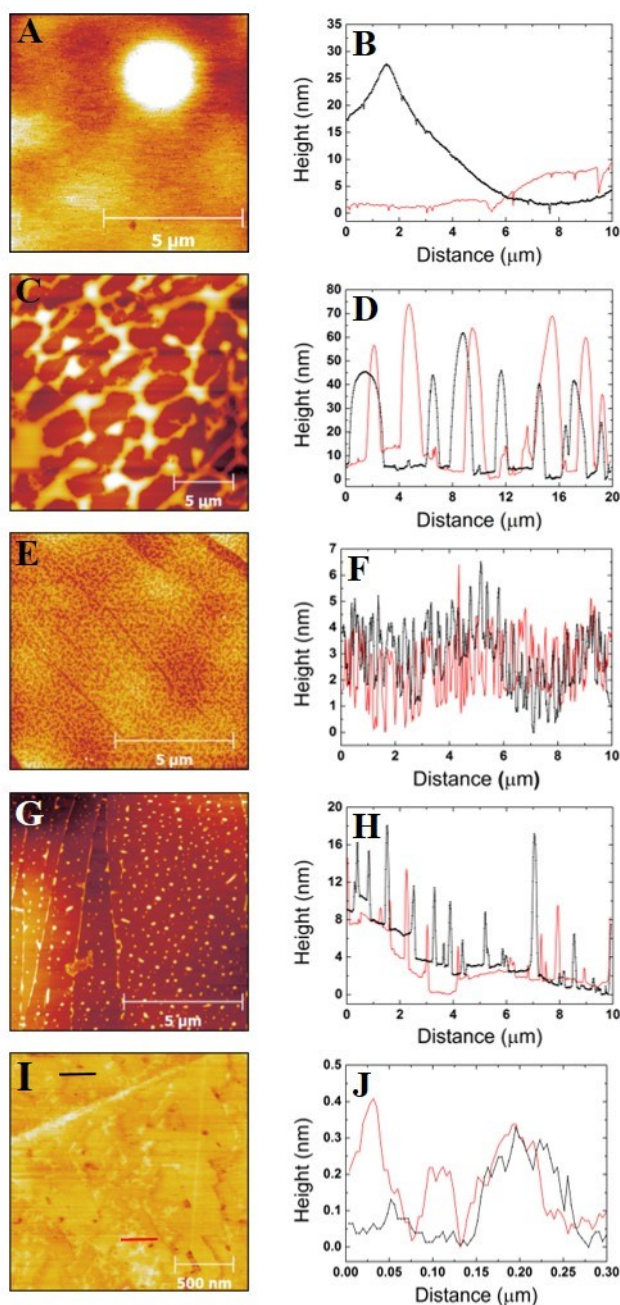 A
5 μm
B
35
30
25
20
15
10
5
0
Height (nm)
0 2 4 6 8 10
Distance (μm)
C
5 μm
D
80
70
60
50
40
30
20
10
0
Height (nm)
0 4 8 12 16 20
Distance (μm)
E
5 μm
F
7
6
5
4
3
2
1
0
Height (nm)
0 2 4 6 8 10
Distance (μm)
G
5 μm
H
20
16
12
8
4
0
Height (nm)
0 2 4 6 8 10
Distance (μm)
I
500 nm
J
0.5
0.4
0.3
0.2
0.1
0.0
Height (nm)
0.00 0.05 0.10 0.15 0.20 0.25 0.30
Distance (μm)